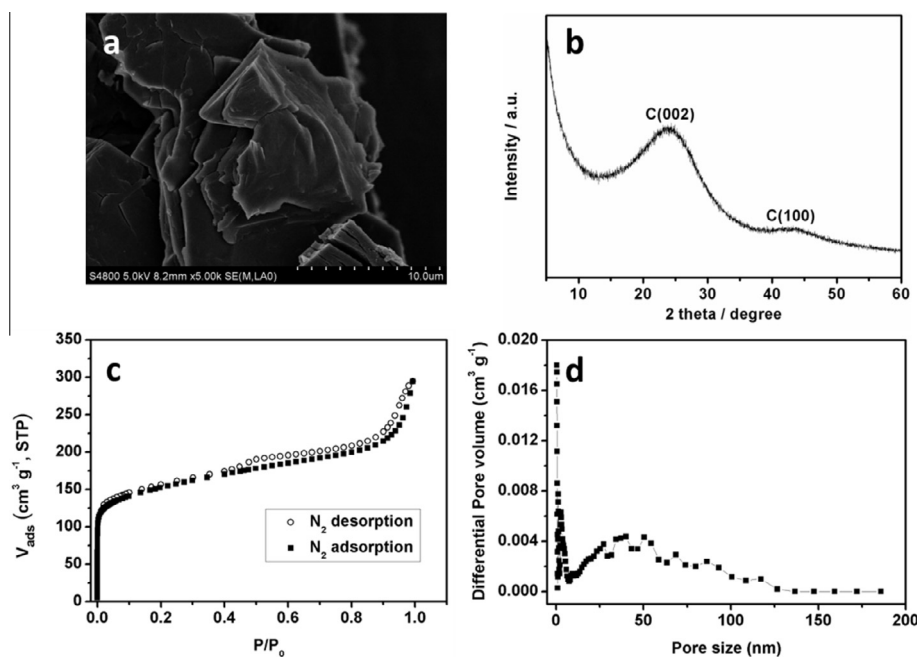 a
S4800 5.0kV 8.2mm x5.00k SE(M,LA0)
10.0um
b
C(002)
C(100)
Intensity / a.u.
10
20
30
40
50
60
2 theta / degree
c
350
300
250
200
150
100
50
0
V_ads (cm³ g⁻¹, STP)
N₂ desorption
N₂ adsorption
0.0
0.2
0.4
0.6
0.8
1.0
P/P₀
d
0.020
0.016
0.012
0.008
0.004
0.000
Differential Pore volume (cm³ g⁻¹)
0
50
100
150
200
Pore size (nm)